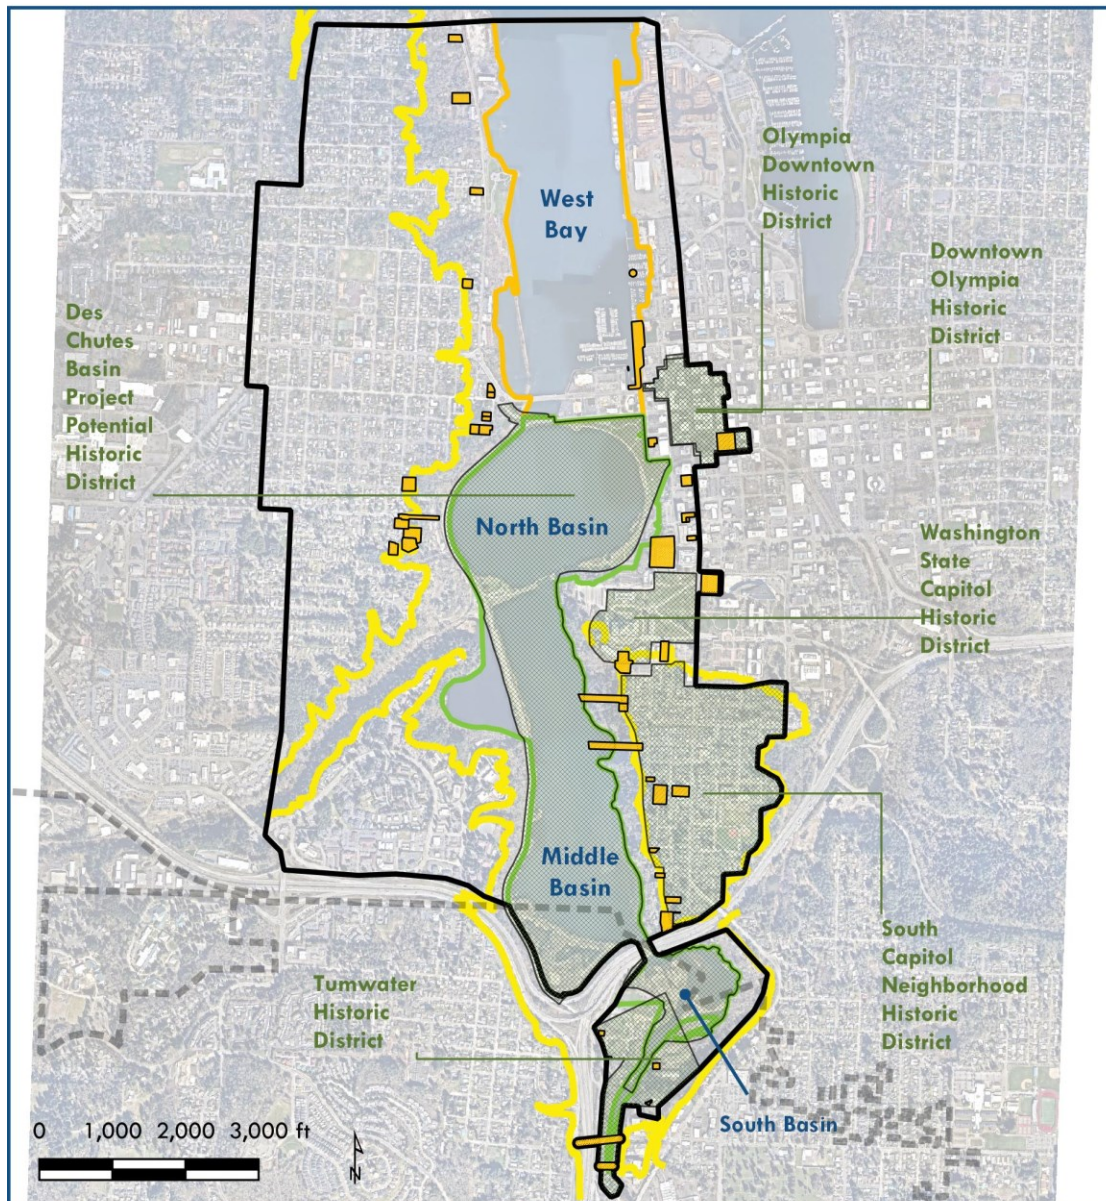 Olympia
Downtown
Historic
District
West
Bay
Downtown
Olympia
Historic
District
Des
Chutes
Basin
Project
Potential
Historic
District
North Basin
Washington
State
Capitol
Historic
District
Middle
Basin
South
Capitol
Neighborhood
Historic
District
Tumwater
Historic
District
South Basin
0 1,000 2,000 3,000 ft
N